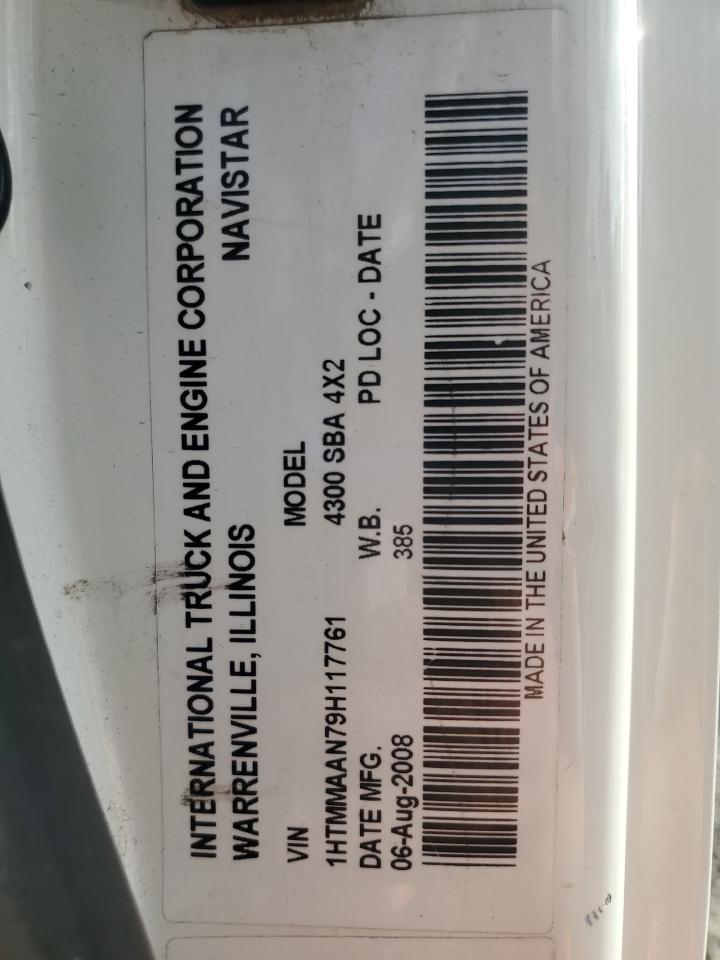 INTERNATIONAL TRUCK AND ENGINE CORPORATION
WARRENVILLE, ILLINOIS NAVISTAR
VIN MODEL
1HTMMAAN79H117761 4300 SBA 4X2
DATE MFG. W.B. PD LOC - DATE
06-Aug-2008 385
MADE IN THE UNITED STATES OF AMERICA